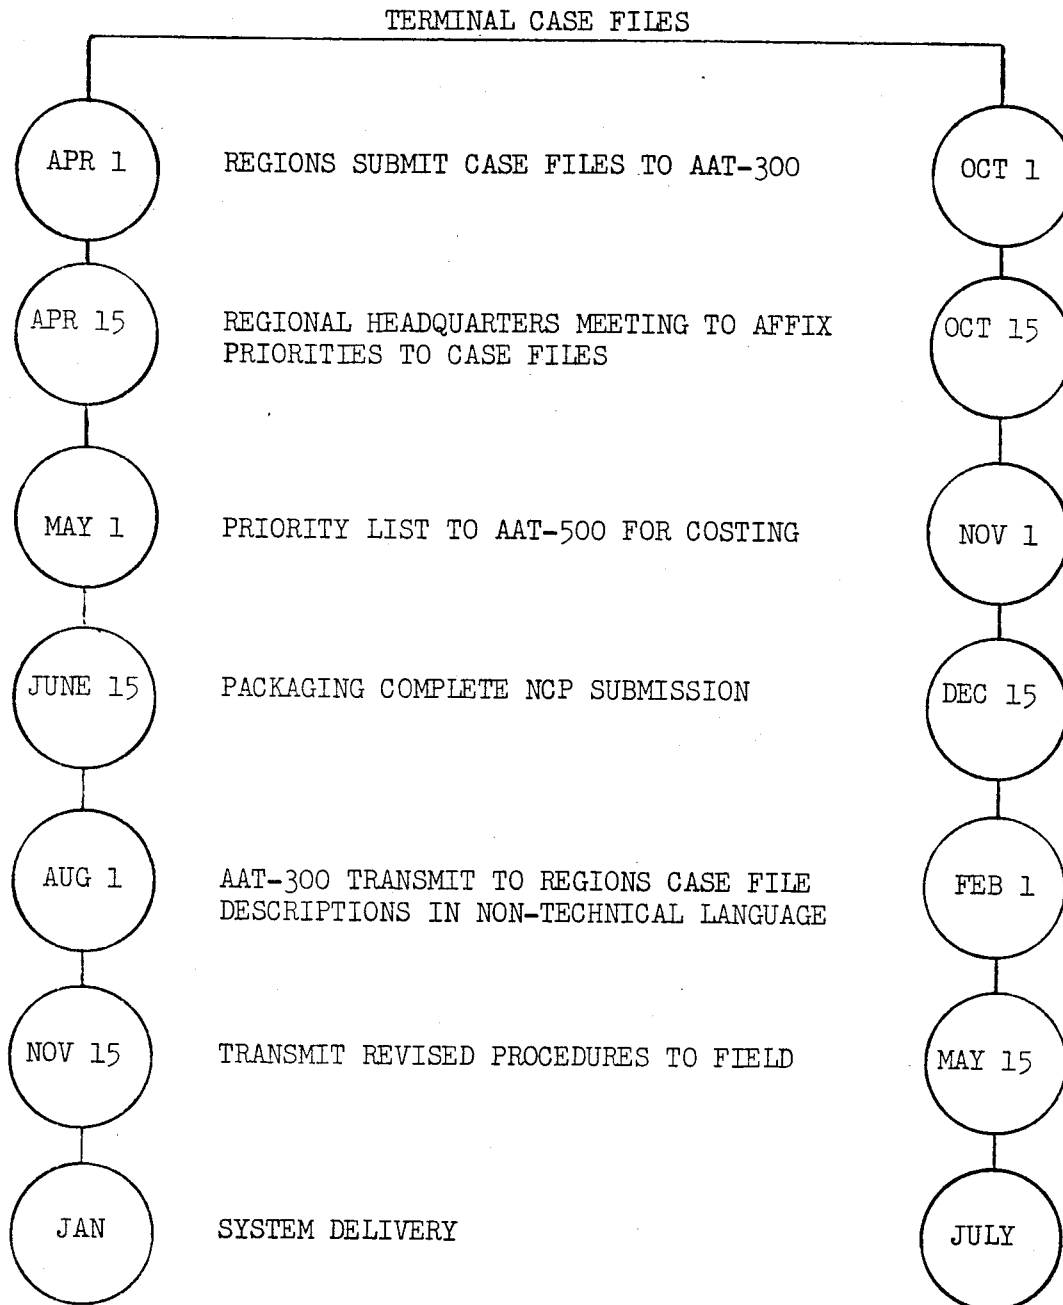 TERMINAL CASE FILES
APR 1
REGIONS SUBMIT CASE FILES TO AAT-300
OCT 1
APR 15
REGIONAL HEADQUARTERS MEETING TO AFFIX
PRIORITIES TO CASE FILES
OCT 15
MAY 1
PRIORITY LIST TO AAT-500 FOR COSTING
NOV 1
JUNE 15
PACKAGING COMPLETE NCP SUBMISSION
DEC 15
AUG 1
AAT-300 TRANSMIT TO REGIONS CASE FILE
DESCRIPTIONS IN NON-TECHNICAL LANGUAGE
FEB 1
NOV 15
TRANSMIT REVISED PROCEDURES TO FIELD
MAY 15
JAN
SYSTEM DELIVERY
JULY